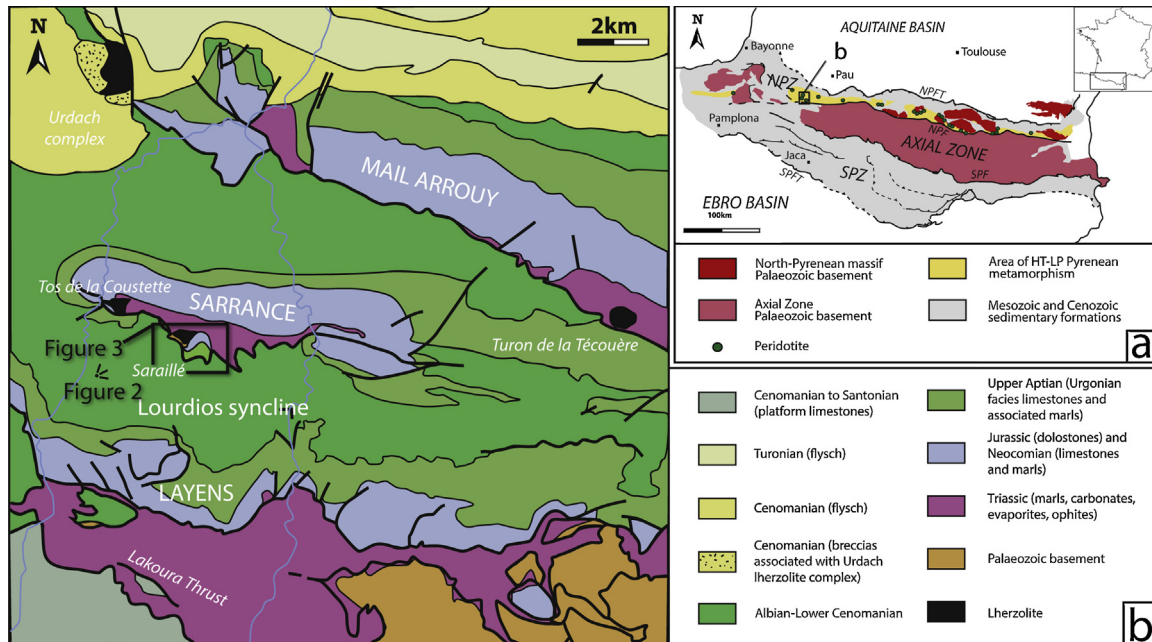 N
2km
Urdach
complex
MAIL ARROUY
Tos de la Coustette
SARRANCE
Figure 3
Saraillé
Figure 2
Turon de la Técouère
Lourdios syncline
LAYENS
Lakoura Thrust
N
AQUITAINE BASIN
Bayonne
b
Toulouse
Pau
NPZ
NPFT
Pamplona
NPF
AXIAL ZONE
Jaca
SPZ
SPF
SPFT
EBRO BASIN
100km
North-Pyrenean massif
Palaeozoic basement
Area of HT-LP Pyrenean
metamorphism
Axial Zone
Palaeozoic basement
Mesozoic and Cenozoic
sedimentary formations
Peridotite
a
Cenomanian to Santonian
(platform limestones)
Upper Aptian (Urgonian
facies limestones and
associated marls)
Turonian (flysch)
Jurassic (dolostones) and
Neocomian (limestones
and marls)
Cenomanian (flysch)
Triassic (marls, carbonates,
evaporites, ophites)
Cenomanian (breccias
associated with Urdach
lherzolite complex)
Palaeozoic basement
Albian-Lower Cenomanian
Lherzolite
b